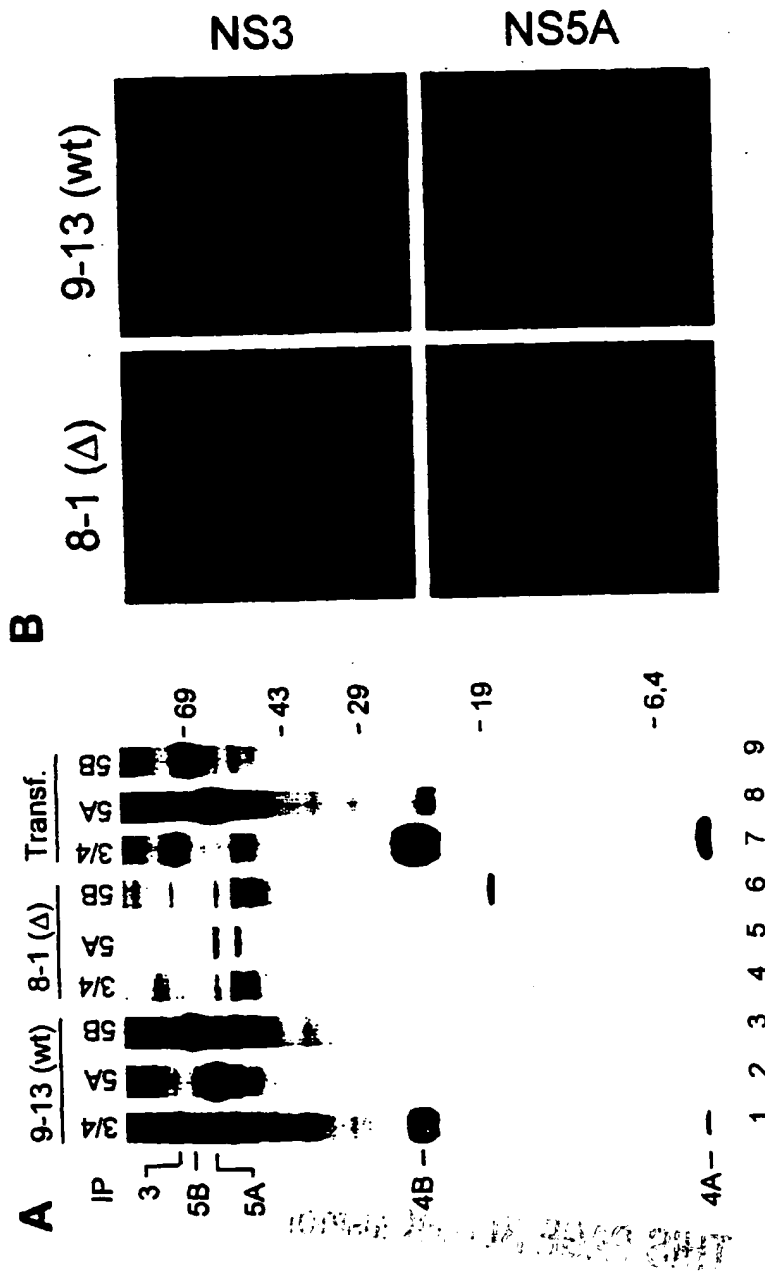 A
9-13 (wt)
8-1 (Δ)
Transf.
IP
3/4
5A
5B
3/4
5A
5B
3/4
5A
5B
3
5B
5A
4B
4A
- 69
- 43
- 29
- 19
- 6,4
1 2 3 4 5 6 7 8 9
B
8-1 (Δ)
9-13 (wt)
NS3
NS5A